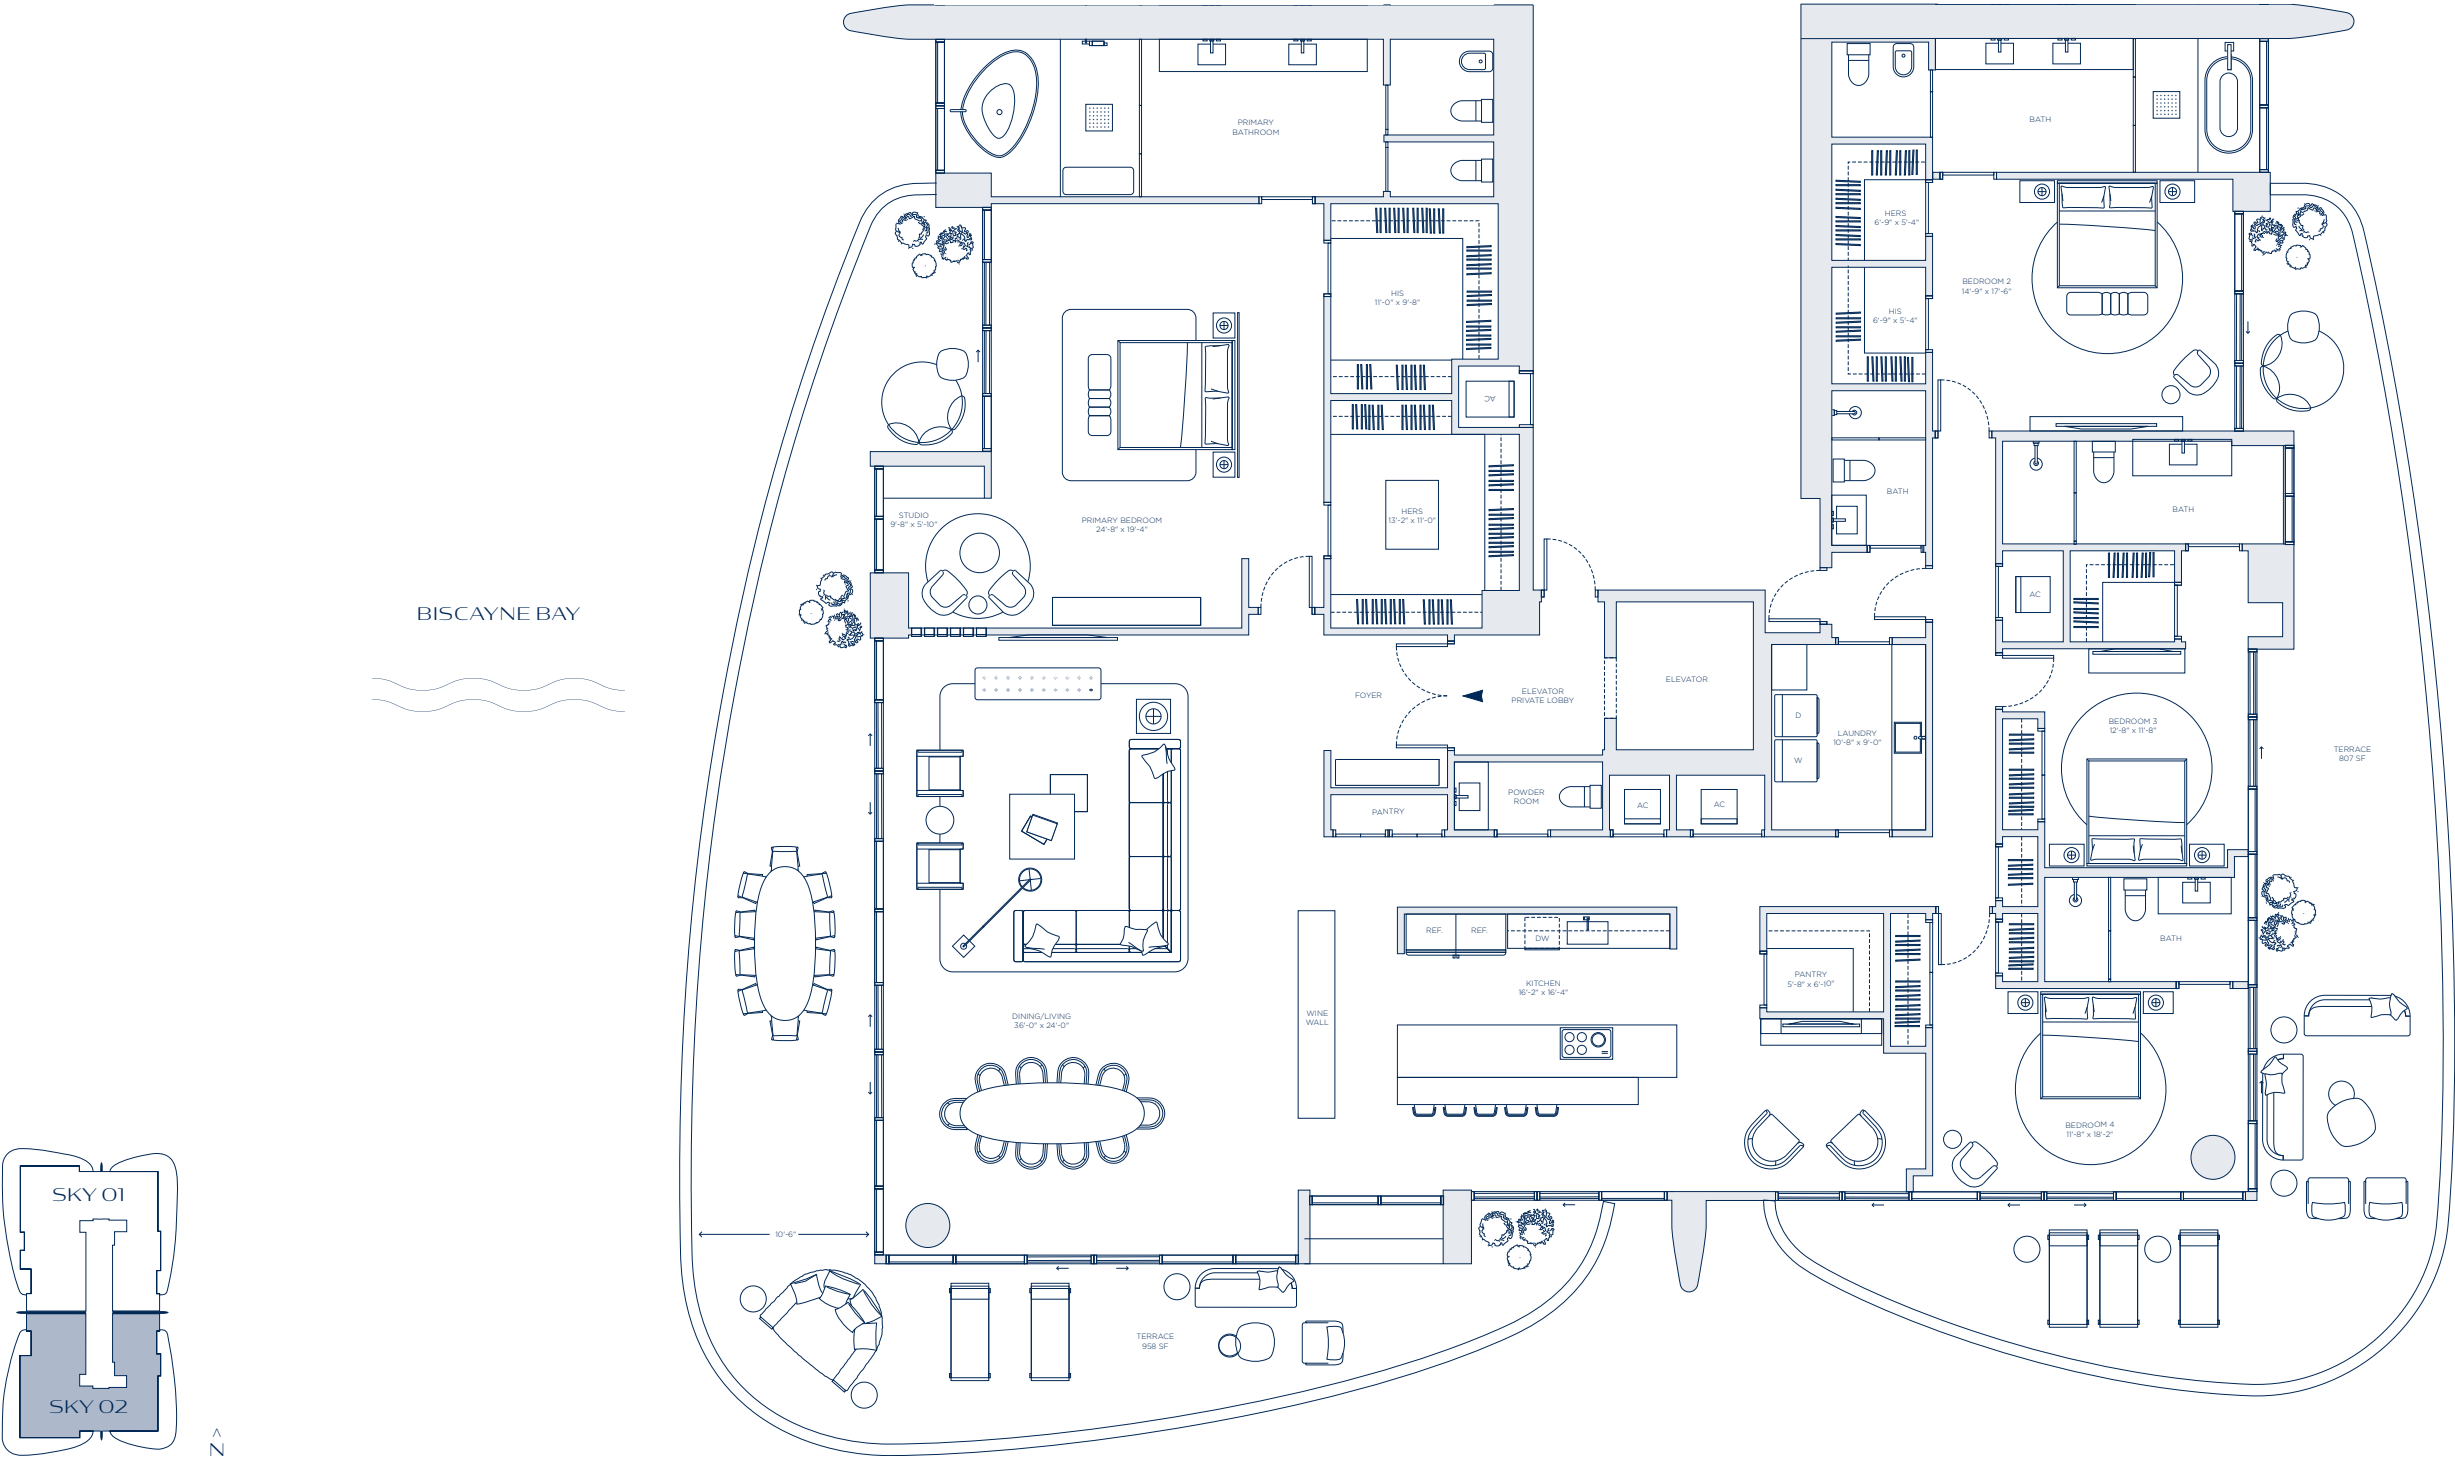 PRIMARY
BATHROOM
BATH
HERS
6'-9" x 5'-4"
HIS
11'-0" x 9'-8"
HIS
6'-9" x 5'-4"
BEDROOM 2
14'-9" x 17'-6"
AC
STUDIO
9'-8" x 5'-10"
PRIMARY BEDROOM
24'-8" x 19'-4"
HERS
13'-2" x 11'-0"
BATH
BATH
AC
BISCAYNE BAY
FOYER
ELEVATOR
PRIVATE LOBBY
ELEVATOR
D
W
LAUNDRY
10'-8" x 9'-0"
BEDROOM 3
12'-8" x 11'-8"
TERRACE
807 SF
PANTRY
POWDER
ROOM
AC
AC
REF.
REF.
DW
BATH
KITCHEN
16'-2" x 16'-4"
PANTRY
5'-8" x 6'-10"
DINING/LIVING
36'-0" x 24'-0"
WINE
WALL
BEDROOM 4
11'-8" x 18'-2"
10'-6"
TERRACE
958 SF
SKY 01
SKY 02
N